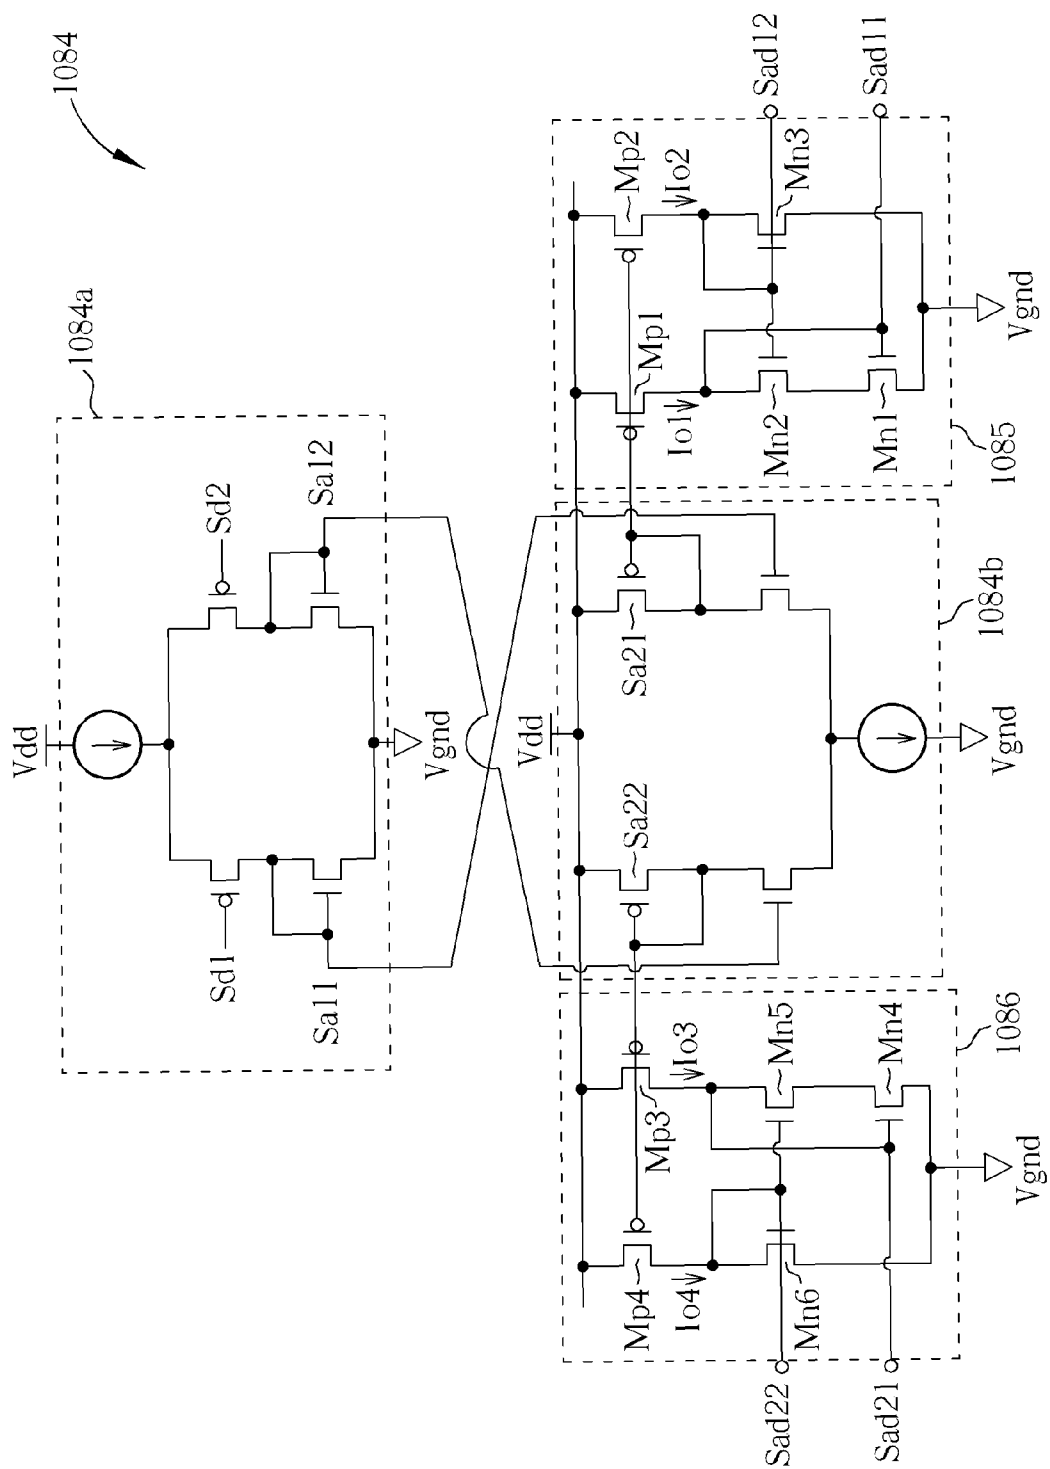 1084
1084a
Vdd
Sd1
Sd2
Sa11
Sa12
Vgnd
Vdd
Sa22
Sa21
Vgnd
1084b
Mp4
Mp3
Io4
Io3
Mn6
Mn5
Mn4
Sad22
Sad21
Vgnd
1086
Mp1
Mp2
Io1
Io2
Mn2
Mn3
Mn1
Sad12
Sad11
Vgnd
1085